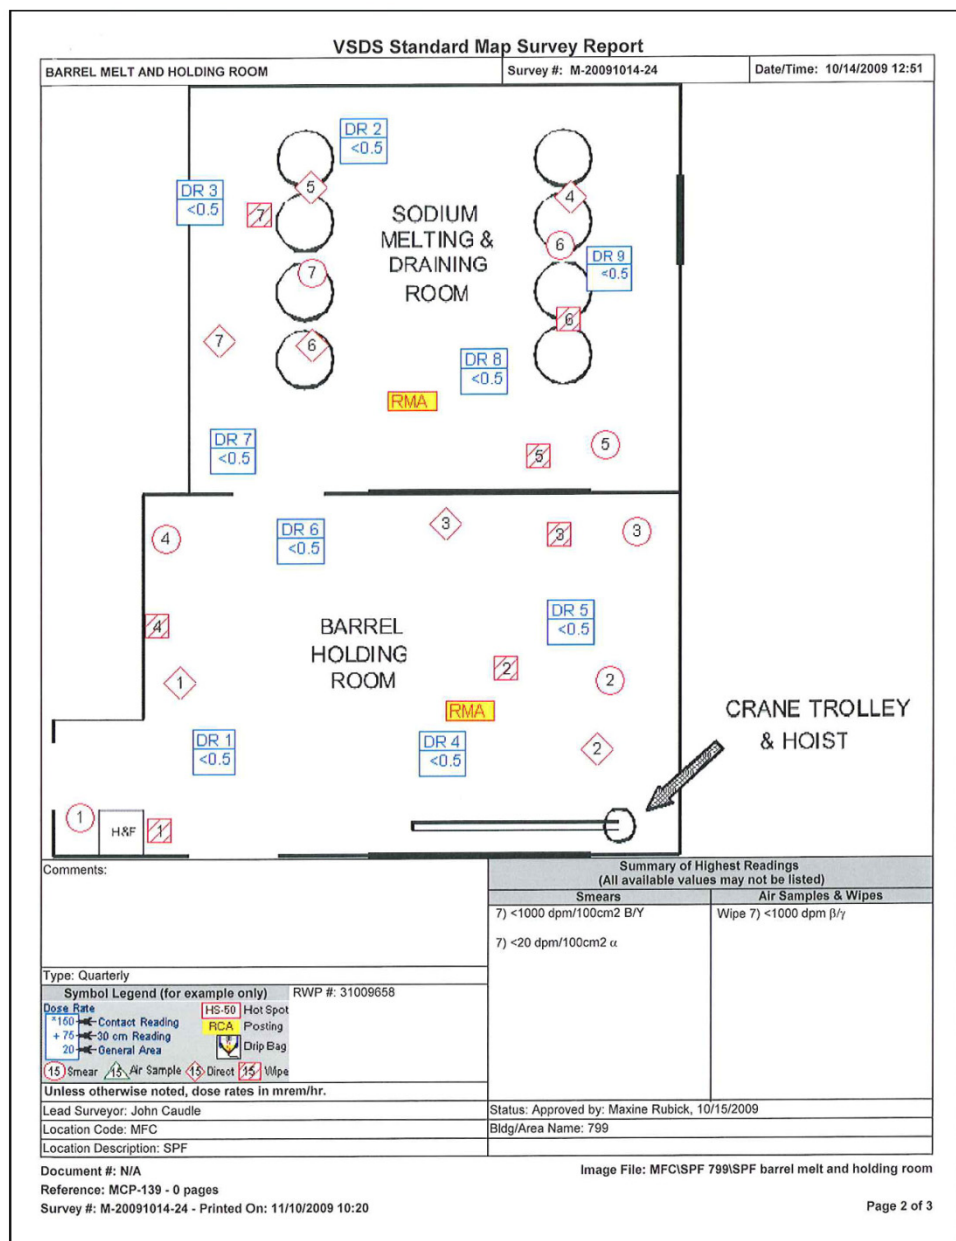 VSDS Standard Map Survey Report
BARREL MELT AND HOLDING ROOM
Survey #: M-20091014-24
Date/Time: 10/14/2009 12:51
DR 2
<0.5
DR 3
<0.5
5
4
7
SODIUM
MELTING &
DRAINING
ROOM
6
DR 9
<0.5
7
6
7
6
DR 8
<0.5
RMA
DR 7
<0.5
5
5
DR 6
<0.5
3
3
3
4
DR 5
<0.5
4
BARREL
HOLDING
ROOM
2
2
1
RMA
CRANE TROLLEY
& HOIST
DR 1
<0.5
DR 4
<0.5
2
1
H&F
1
Comments:
Summary of Highest Readings
(All available values may not be listed)
Smears
Air Samples & Wipes
7) <1000 dpm/100cm2 B/Y
Wipe 7) <1000 dpm β/γ
7) <20 dpm/100cm2 α
Type: Quarterly
Symbol Legend (for example only)
RWP #: 31009658
Dose Rate
*160 Contact Reading
+ 75 30 cm Reading
20 General Area
HS-50 Hot Spot
RCA Posting
Drip Bag
15 Smear 15 Air Sample 15 Direct 15 Wipe
Unless otherwise noted, dose rates in mrem/hr.
Lead Surveyor: John Caudle
Status: Approved by: Maxine Rubick, 10/15/2009
Location Code: MFC
Bldg/Area Name: 799
Location Description: SPF
Document #: N/A
Image File: MFC\SPF 799\SPF barrel melt and holding room
Reference: MCP-139 - 0 pages
Survey #: M-20091014-24 - Printed On: 11/10/2009 10:20
Page 2 of 3